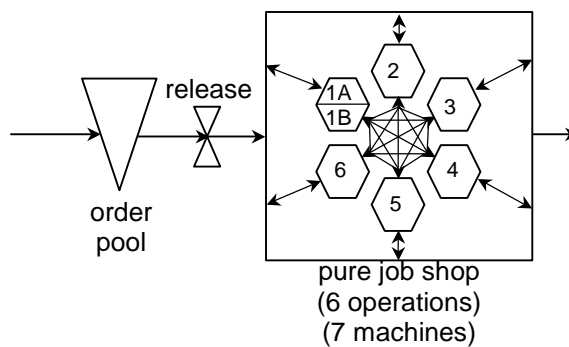 release
order
pool
1A
1B
2
3
4
5
6
pure job shop
(6 operations)
(7 machines)